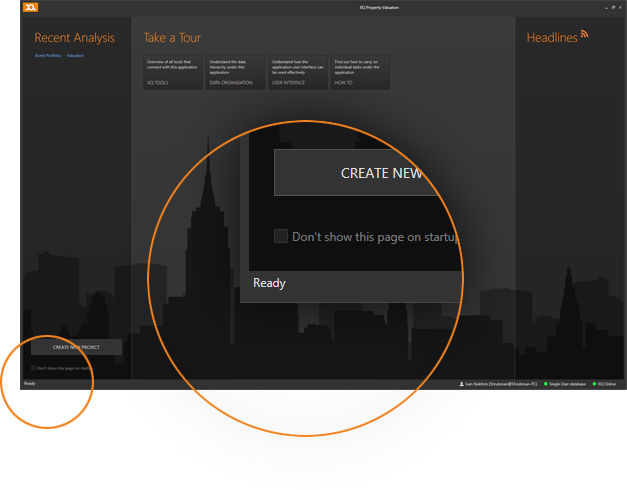 XQ
XQ Property Valuation
Recent Analysis
Acme Portfolio - Valuation
Take a Tour
Overview of all tools that
connect with this application
XQ TOOLS
Understand the data
hierarchy under this
application
DATA ORGANISATION
Understand how the
application user interface can
be used effectively
USER INTERFACE
Find out how to carry on
individual tasks under the
application
HOW TO
Headlines
CREATE NEW
Don't show this page on startup
Ready
CREATE NEW PROJECT
Don't show this page on startup
Ready
Ivan Nokhrin (Shrubman@Shrubman-PC)
Single User database
XQ Online